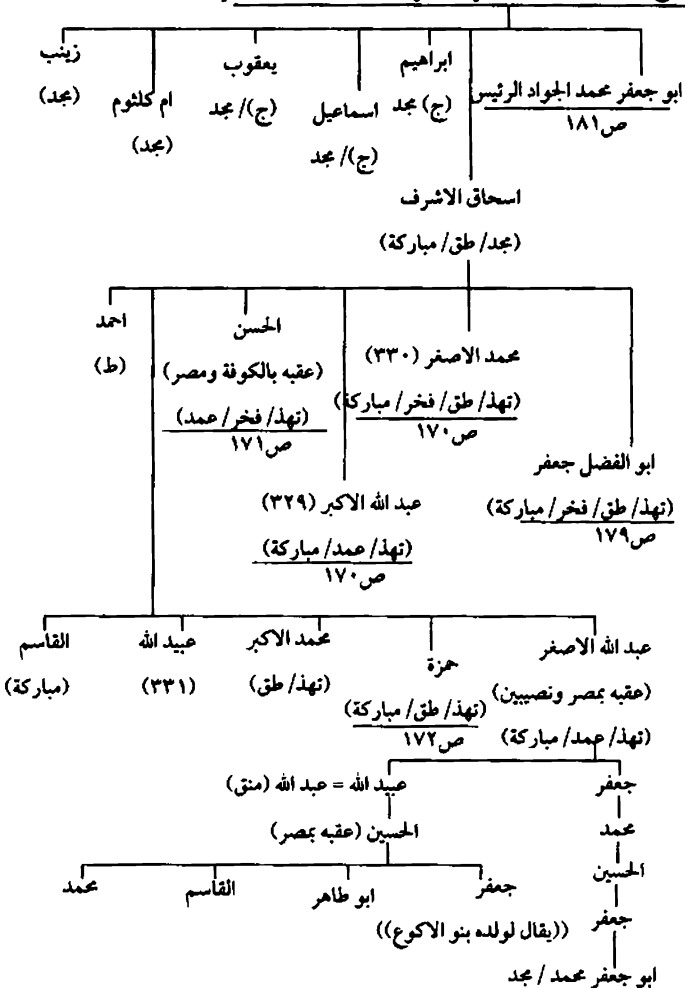 ابو جعفر محمد الجواد الرئيس
ص١٨١
ابراهيم
(ج) مجد
اسماعيل
(ج)/ مجد
يعقوب
(ج)/ مجد
ام كلثوم
(مجد)
زينب
(مجد)
اسحاق الاشرف
(مجد/ طق/ مباركة)
ابو الفضل جعفر
(تهذ/ طق/ فخر/ مباركة)
ص١٧٩
محمد الاصغر (٣٣٠)
(تهذ/ طق/ فخر/ مباركة)
ص١٧٠
عبد الله الاكبر (٣٢٩)
(تهذ/ عمد/ مباركة)
ص١٧٠
الحسن
(عقبه بالكوفة ومصر)
(تهذ/ فخر/ عمد)
ص١٧١
احمد
(ط)
عبد الله الاصغر
(عقبه بمصر ونصيبين)
(تهذ/ عمد/ مباركة)
حمزة
(تهذ/ طق/ مباركة)
ص١٧٢
محمد الاكبر
(تهذ/ طق)
عبيد الله
(٣٣١)
القاسم
(مباركة)
جعفر
محمد
الحسين
جعفر
((يقال لولده بنو الاكوع))
ابو جعفر محمد / مجد
عبيد الله = عبد الله (منق)
الحسين (عقبه بمصر)
جعفر
ابو طاهر
القاسم
محمد